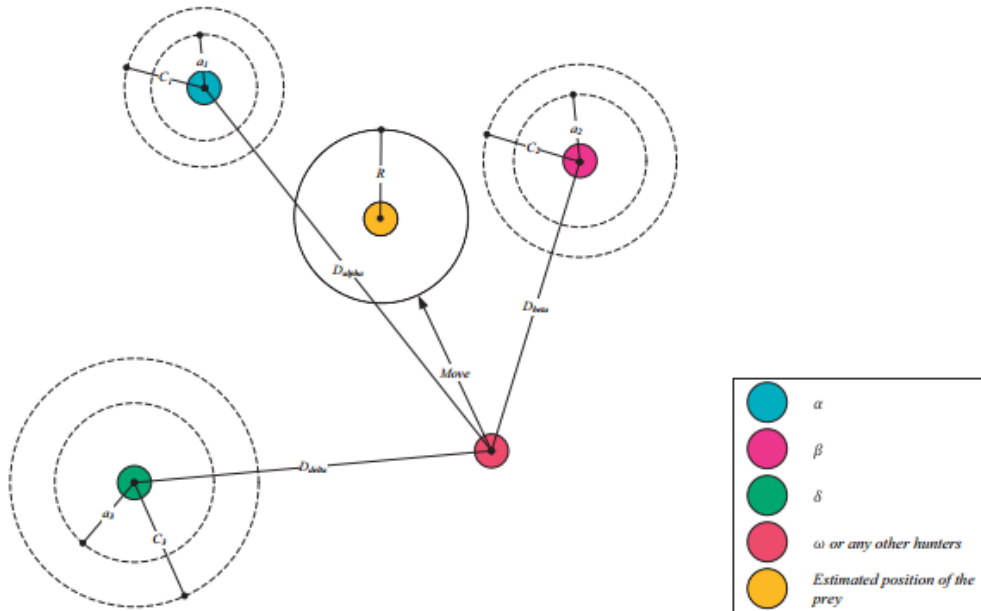 a1
C1
a2
C2
R
Dalpha
Dbeta
Move
Ddelta
a3
C3
α
β
δ
ω or any other hunters
Estimated position of the
prey